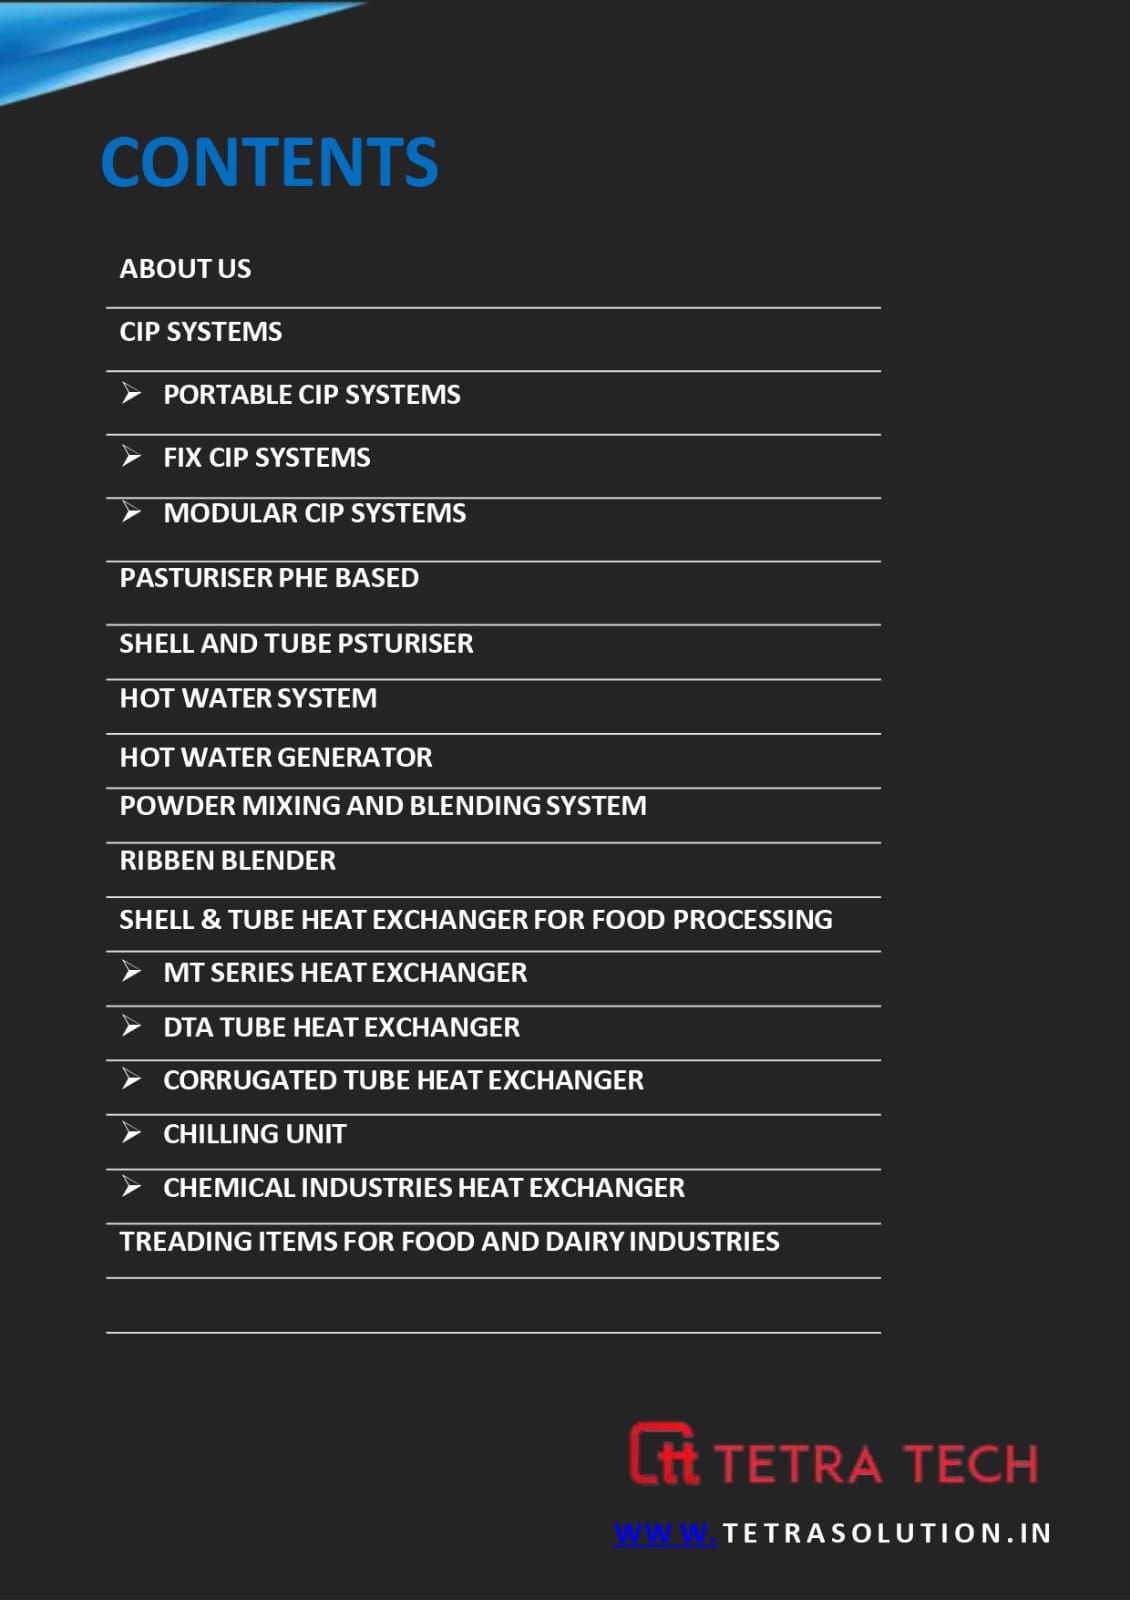 CONTENTS
ABOUT US
CIP SYSTEMS
➢ PORTABLE CIP SYSTEMS
➢ FIX CIP SYSTEMS
➢ MODULAR CIP SYSTEMS
PASTURISER PHE BASED
SHELL AND TUBE PSTURISER
HOT WATER SYSTEM
HOT WATER GENERATOR
POWDER MIXING AND BLENDING SYSTEM
RIBBEN BLENDER
SHELL & TUBE HEAT EXCHANGER FOR FOOD PROCESSING
➢ MT SERIES HEAT EXCHANGER
➢ DTA TUBE HEAT EXCHANGER
➢ CORRUGATED TUBE HEAT EXCHANGER
➢ CHILLING UNIT
➢ CHEMICAL INDUSTRIES HEAT EXCHANGER
TREADING ITEMS FOR FOOD AND DAIRY INDUSTRIES
tt TETRA TECH
WWW.TETRASOLUTION.IN